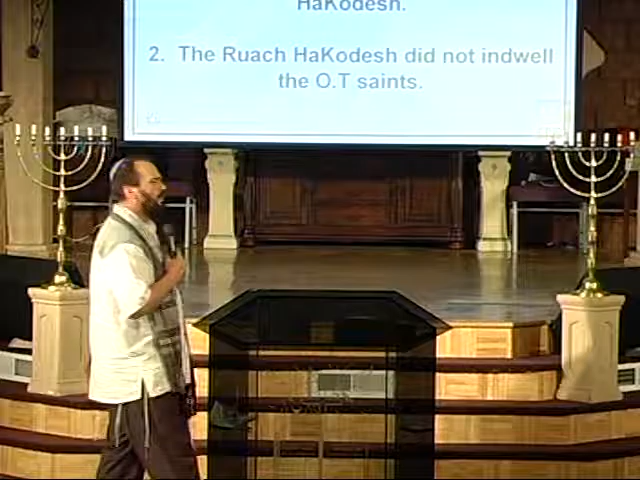 HaKodesh.
2. The Ruach HaKodesh did not indwell
the O.T saints.